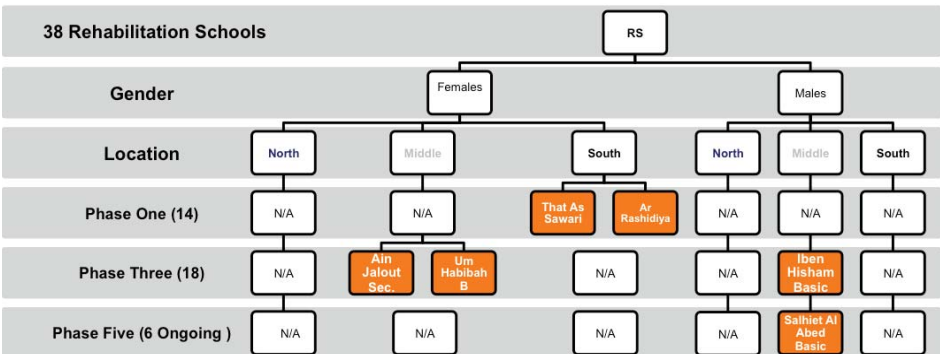 38 Rehabilitation Schools
RS
Gender
Females
Males
Location
North
Middle
South
North
Middle
South
Phase One (14)
N/A
N/A
That As
Sawari
Ar
Rashidiya
N/A
N/A
N/A
Phase Three (18)
N/A
Ain
Jalout
Sec.
Um
Habibah
B
N/A
N/A
Iben
Hisham
Basic
N/A
Phase Five (6 Ongoing )
N/A
N/A
N/A
N/A
Salhiet Al
Abed
Basic
N/A